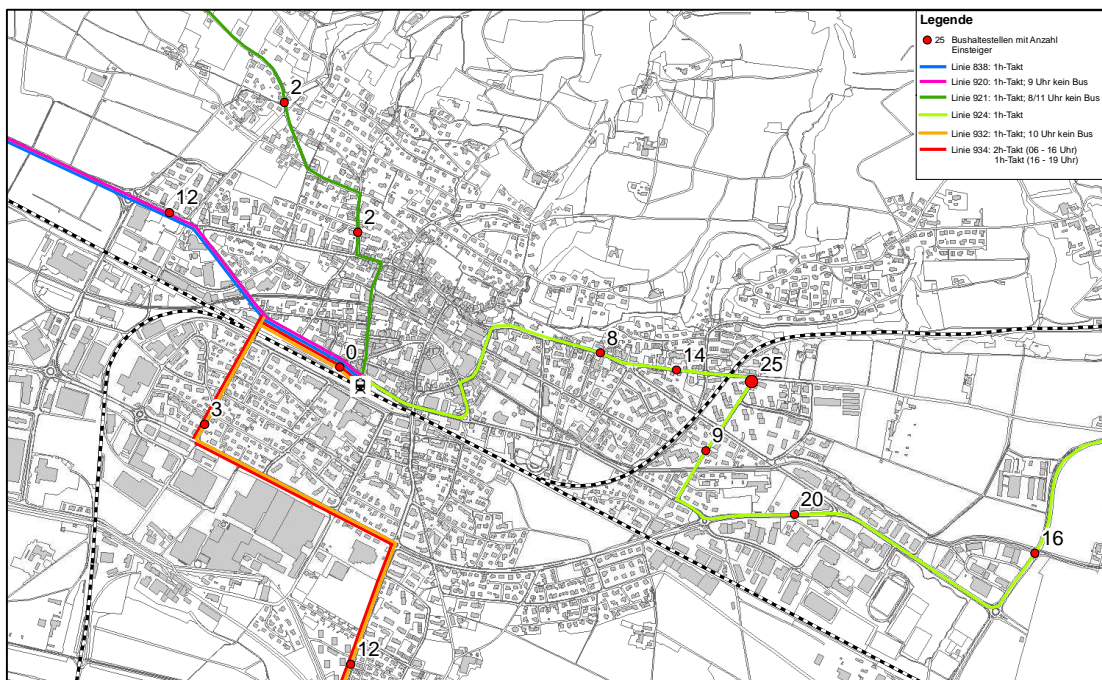 Legende
25 Bushaltestellen mit Anzahl
Einsteiger
Linie 838: 1h-Takt
Linie 920: 1h-Takt; 9 Uhr kein Bus
Linie 921: 1h-Takt; 8/11 Uhr kein Bus
Linie 924: 1h-Takt
Linie 932: 1h-Takt; 10 Uhr kein Bus
Linie 934: 2h-Takt (06 - 16 Uhr)
1h-Takt (16 - 19 Uhr)
2
12
2
8
0
14
25
3
9
20
16
12